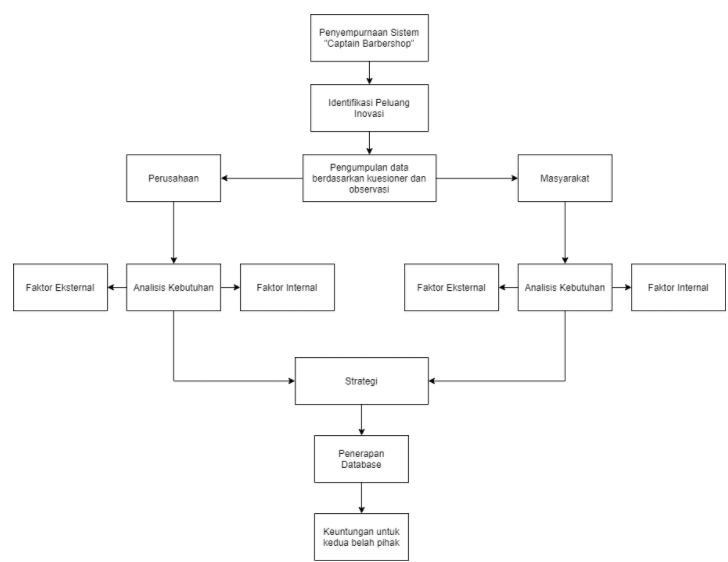 Penyempurnaan Sistem
"Captain Barbershop"
Identifikasi Peluang
Inovasi
Perusahaan
Pengumpulan data
berdasarkan kuesioner dan
observasi
Masyarakat
Faktor Eksternal
Analisis Kebutuhan
Faktor Internal
Faktor Eksternal
Analisis Kebutuhan
Faktor Internal
Strategi
Penerapan
Database
Keuntungan untuk
kedua belah pihak